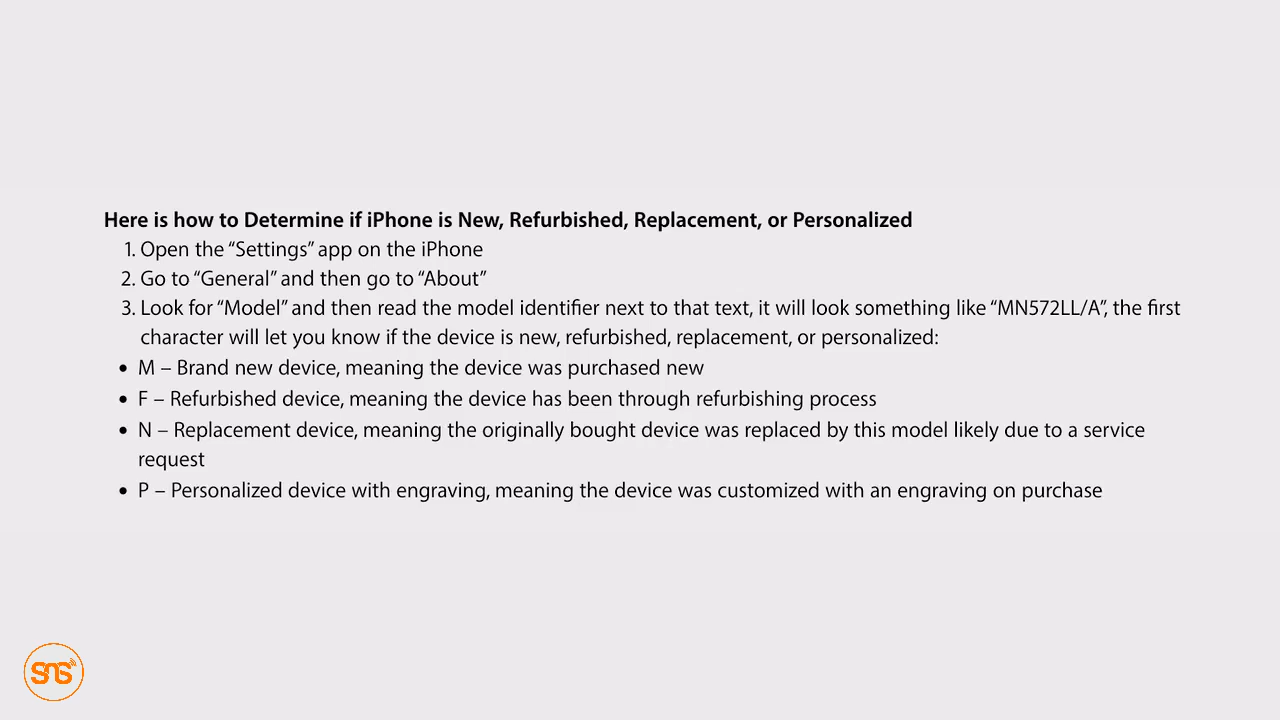 Here is how to Determine if iPhone is New, Refurbished, Replacement, or Personalized
1. Open the “Settings” app on the iPhone
2. Go to “General” and then go to “About”
3. Look for “Model” and then read the model identifier next to that text, it will look something like “MN572LL/A”, the first
character will let you know if the device is new, refurbished, replacement, or personalized:
• M – Brand new device, meaning the device was purchased new
• F – Refurbished device, meaning the device has been through refurbishing process
• N – Replacement device, meaning the originally bought device was replaced by this model likely due to a service
request
• P – Personalized device with engraving, meaning the device was customized with an engraving on purchase
SNS